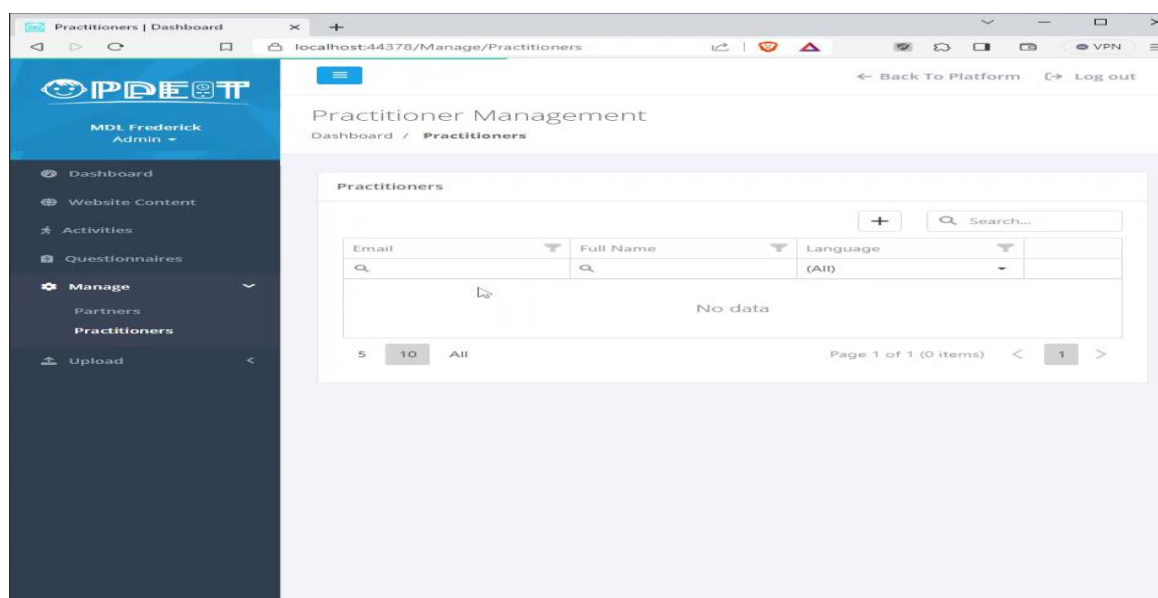 Practitioners | Dashboard
localhost:44378/Manage/Practitioners
VPN
PDEIT
MDL Frederick
Admin
← Back To Platform
Log out
Practitioner Management
Dashboard / Practitioners
Dashboard
Website Content
Activities
Questionnaires
Manage
Partners
Practitioners
Upload
Practitioners
+ Search...
Email Full Name Language
(All)
No data
5 10 All
Page 1 of 1 (0 items) < 1 >